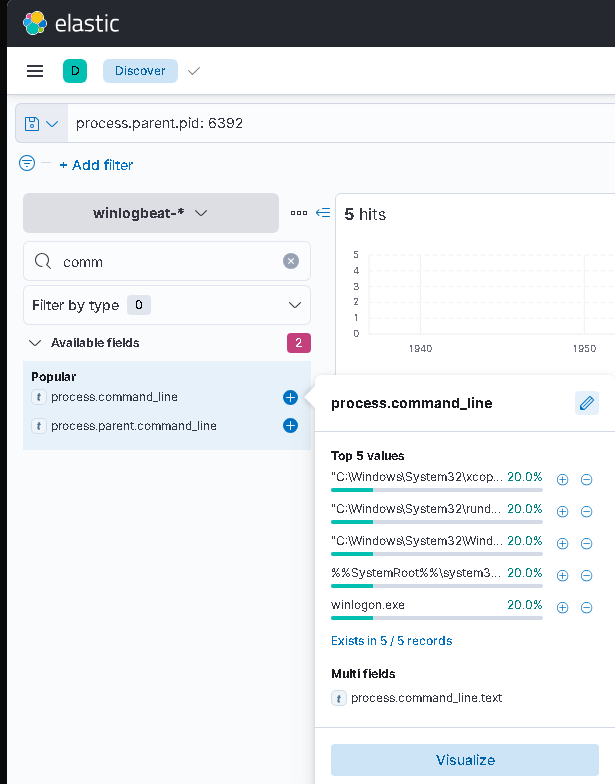 elastic
D Discover
process.parent.pid: 6392
+ Add filter
winlogbeat-*
5 hits
comm
5
4
3
2
1
0
1940 1950
Filter by type 0
Available fields 2
Popular
t process.command_line
t process.parent.command_line
process.command_line
Top 5 values
"C:\Windows\System32\xcop... 20.0%
"C:\Windows\System32\rund... 20.0%
"C:\Windows\System32\Wind... 20.0%
%%SystemRoot%%\system3... 20.0%
winlogon.exe 20.0%
Exists in 5 / 5 records
Multi fields
t process.command_line.text
Visualize